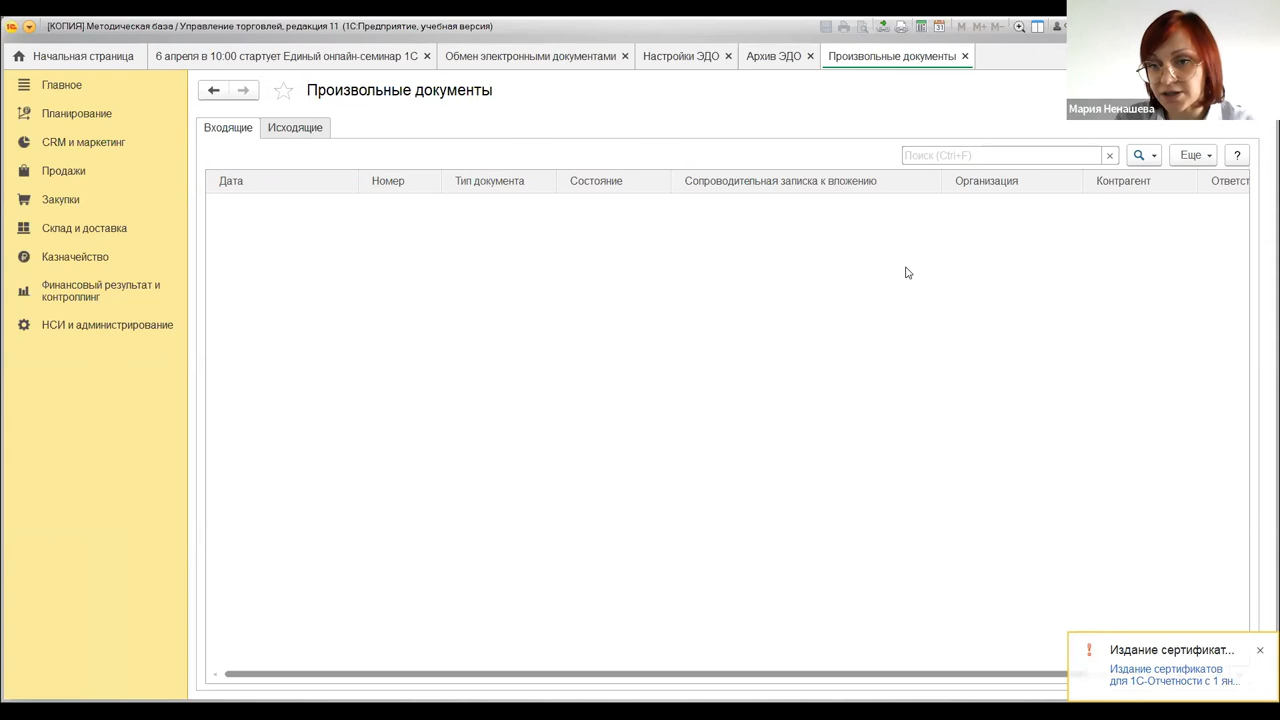 [КОПИЯ] Методическая база / Управление торговлей, редакция 11 (1С:Предприятие, учебная версия)
M M+ M-
Начальная страница
6 апреля в 10:00 стартует Единый онлайн-семинар 1С
Обмен электронными документами
Настройки ЭДО
Архив ЭДО
Произвольные документы
Мария Ненашева
Главное
Планирование
CRM и маркетинг
Продажи
Закупки
Склад и доставка
Казначейство
Финансовый результат и
контроллинг
НСИ и администрирование
Произвольные документы
Входящие
Исходящие
Поиск (Ctrl+F)
Еще
?
Дата
Номер
Тип документа
Состояние
Сопроводительная записка к вложению
Организация
Контрагент
Ответст
Издание сертификат...
Издание сертификатов
для 1С-Отчетности с 1 ян...